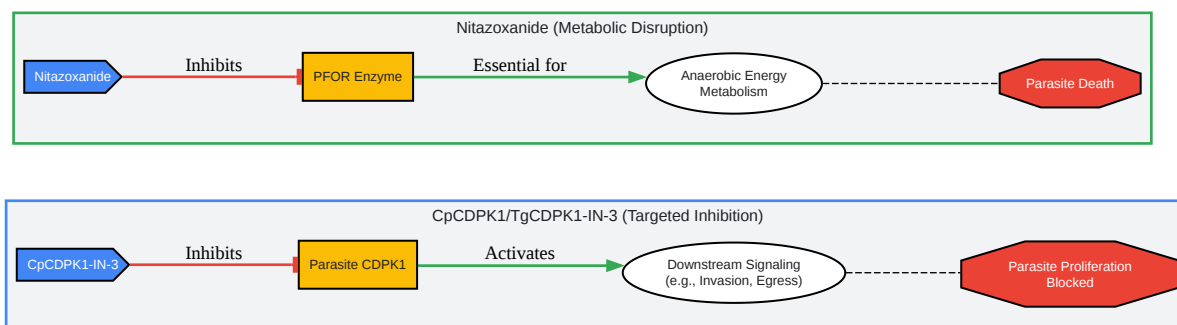 Nitazoxanide (Metabolic Disruption)
Nitazoxanide
Inhibits
PFOR Enzyme
Essential for
Anaerobic Energy
Metabolism
Parasite Death
CpCDPK1/TgCDPK1-IN-3 (Targeted Inhibition)
CpCDPK1-IN-3
Inhibits
Parasite CDPK1
Activates
Downstream Signaling
(e.g., Invasion, Egress)
Parasite Proliferation
Blocked